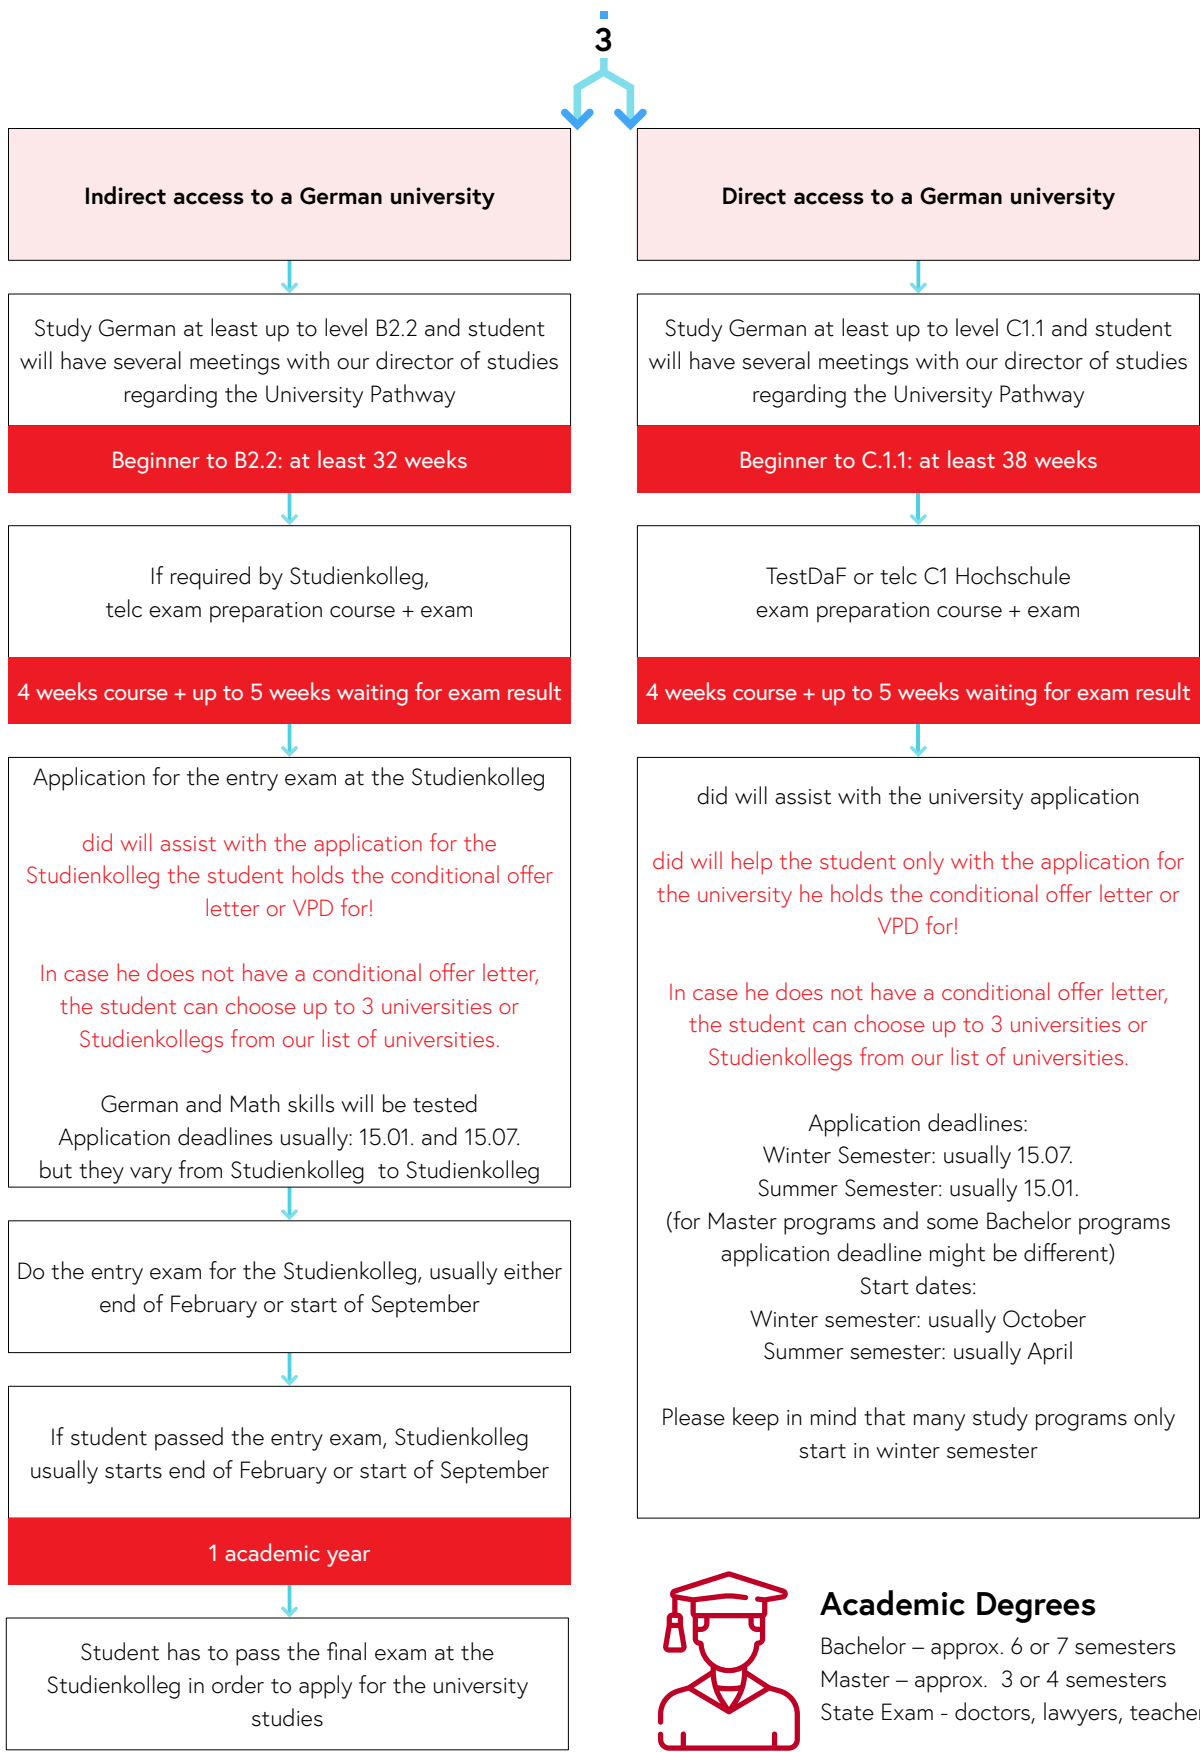 3
Indirect access to a German university
Study German at least up to level B2.2 and student
will have several meetings with our director of studies
regarding the University Pathway
Beginner to B2.2: at least 32 weeks
If required by Studienkolleg,
telc exam preparation course + exam
4 weeks course + up to 5 weeks waiting for exam result
Application for the entry exam at the Studienkolleg
did will assist with the application for the
Studienkolleg the student holds the conditional offer
letter or VPD for!
In case he does not have a conditional offer letter,
the student can choose up to 3 universities or
Studienkollegs from our list of universities.
German and Math skills will be tested
Application deadlines usually: 15.01. and 15.07.
but they vary from Studienkolleg to Studienkolleg
Do the entry exam for the Studienkolleg, usually either
end of February or start of September
If student passed the entry exam, Studienkolleg
usually starts end of February or start of September
1 academic year
Student has to pass the final exam at the
Studienkolleg in order to apply for the university
studies
Direct access to a German university
Study German at least up to level C1.1 and student
will have several meetings with our director of studies
regarding the University Pathway
Beginner to C.1.1: at least 38 weeks
TestDaF or telc C1 Hochschule
exam preparation course + exam
4 weeks course + up to 5 weeks waiting for exam result
did will assist with the university application
did will help the student only with the application for
the university he holds the conditional offer letter or
VPD for!
In case he does not have a conditional offer letter,
the student can choose up to 3 universities or
Studienkollegs from our list of universities.
Application deadlines:
Winter Semester: usually 15.07.
Summer Semester: usually 15.01.
(for Master programs and some Bachelor programs
application deadline might be different)
Start dates:
Winter semester: usually October
Summer semester: usually April
Please keep in mind that many study programs only
start in winter semester
Academic Degrees
Bachelor – approx. 6 or 7 semesters
Master – approx. 3 or 4 semesters
State Exam - doctors, lawyers, teacher